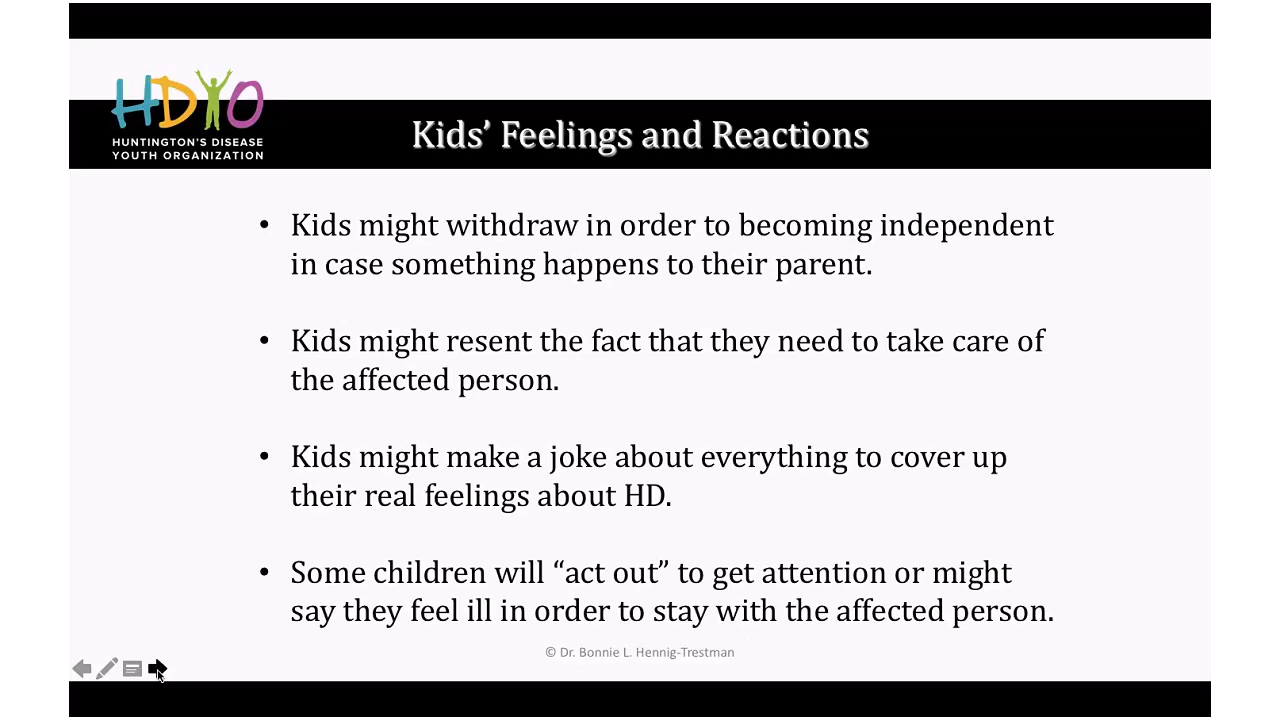 HDYO
HUNTINGTON'S DISEASE
YOUTH ORGANIZATION
Kids’ Feelings and Reactions
• Kids might withdraw in order to becoming independent
in case something happens to their parent.
• Kids might resent the fact that they need to take care of
the affected person.
• Kids might make a joke about everything to cover up
their real feelings about HD.
• Some children will “act out” to get attention or might
say they feel ill in order to stay with the affected person.
© Dr. Bonnie L. Hennig-Trestman